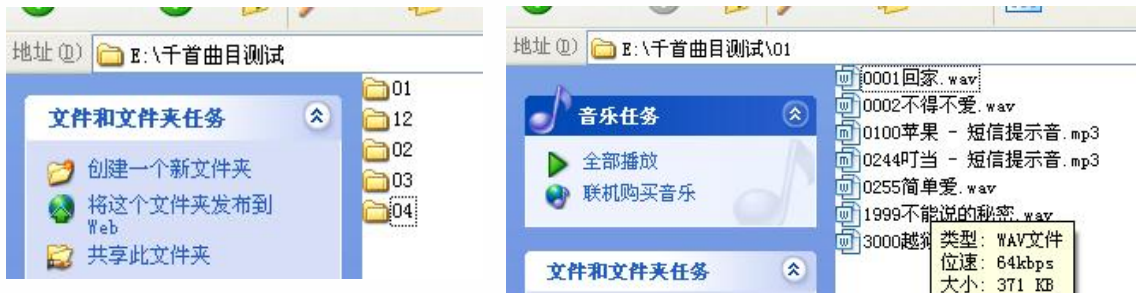 地址(D) E:\千首曲目测试
01
12
02
03
04
文件和文件夹任务
创建一个新文件夹
将这个文件夹发布到
Web
共享此文件夹
地址(D) E:\千首曲目测试\01
音乐任务
全部播放
联机购买音乐
文件和文件夹任务
0001回家.wav
0002不得不爱.wav
0100苹果 - 短信提示音.mp3
0244叮当 - 短信提示音.mp3
0255简单爱.wav
1999不能说的秘密.wav
3000越狱
类型: WAV文件
位速: 64kbps
大小: 371 KB